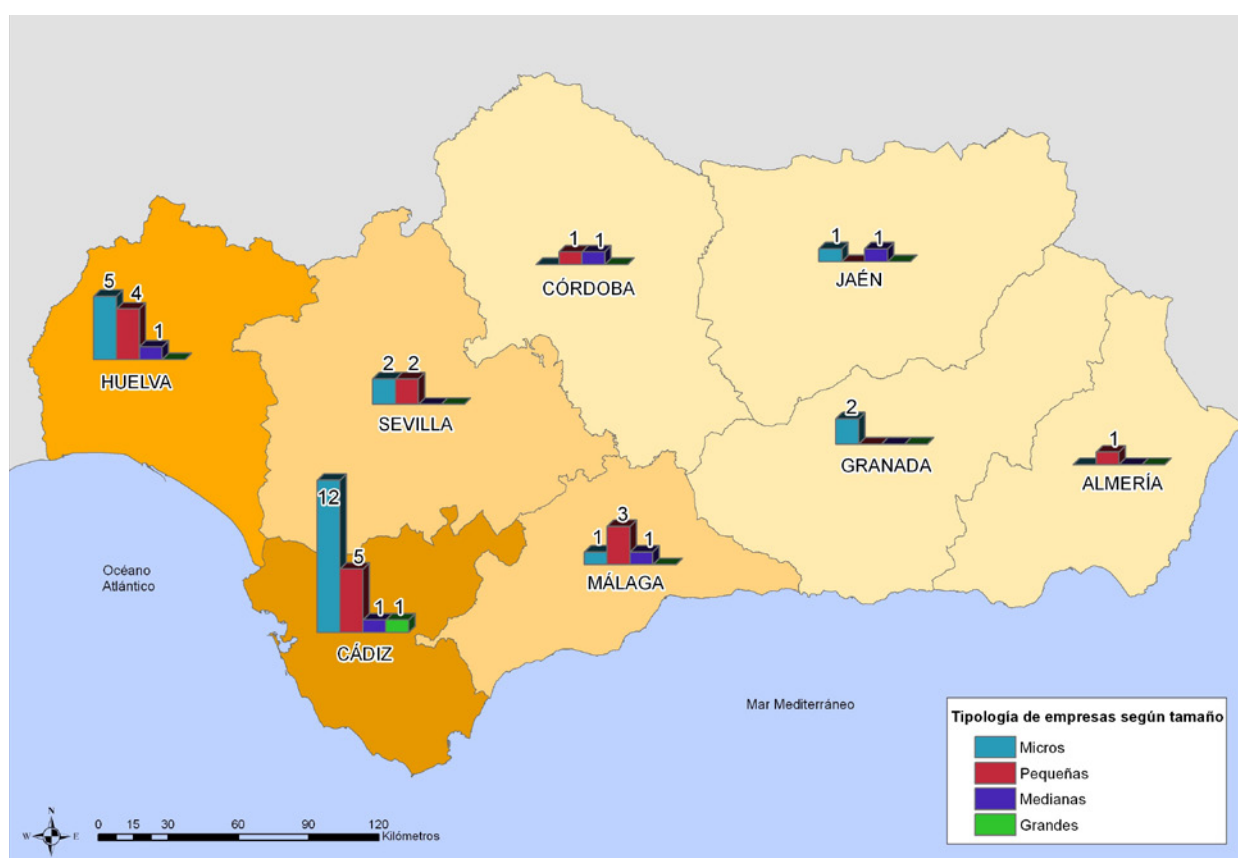 1 1
CÓRDOBA
1 1
JAÉN
5 4 1
HUELVA
2 2
SEVILLA
2
GRANADA
1
ALMERÍA
12 5 1 1
CÁDIZ
1 3 1
MÁLAGA
Océano
Atlántico
Mar Mediterráneo
Tipología de empresas según tamaño
Micros
Pequeñas
Medianas
Grandes
N
W E
S
0 15 30 60 90 120
Kilómetros